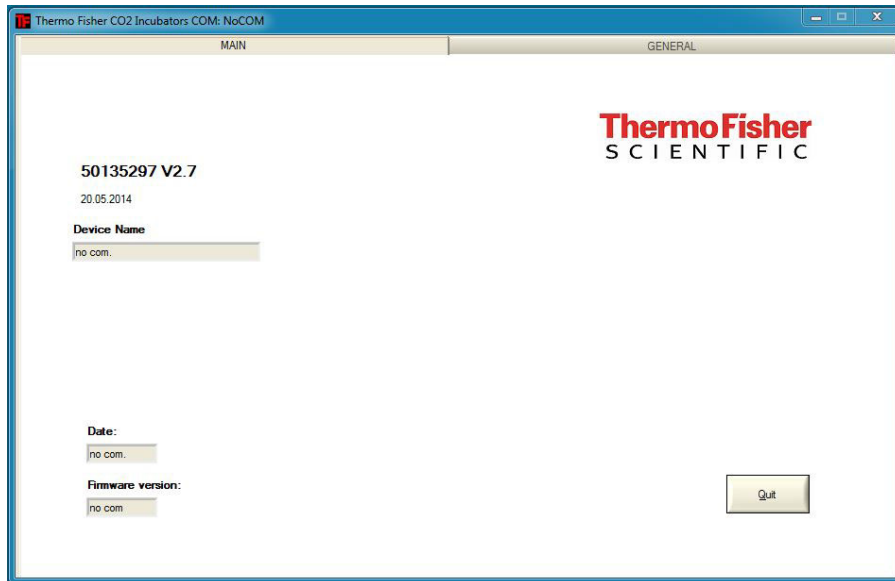 Thermo Fisher CO2 Incubators COM: NoCOM
MAIN
GENERAL
ThermoFisher
SCIENTIFIC
50135297 V2.7
20.05.2014
Device Name
no com.
Date:
no com.
Firmware version:
no com
Quit